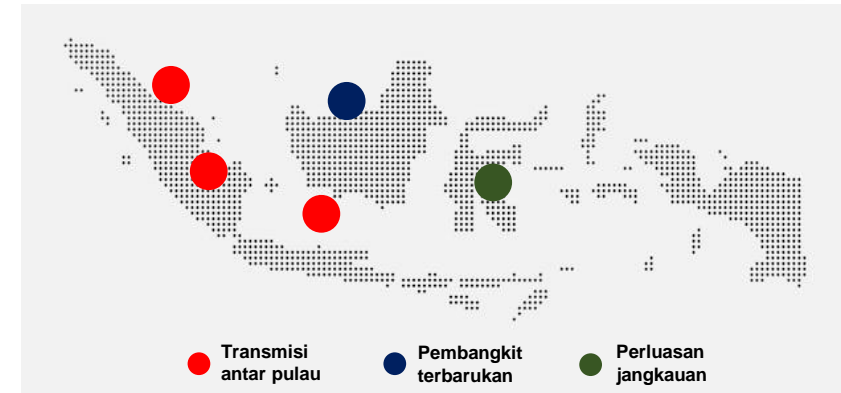 Transmisi
antar pulau
Pembangkit
terbarukan
Perluasan
jangkauan